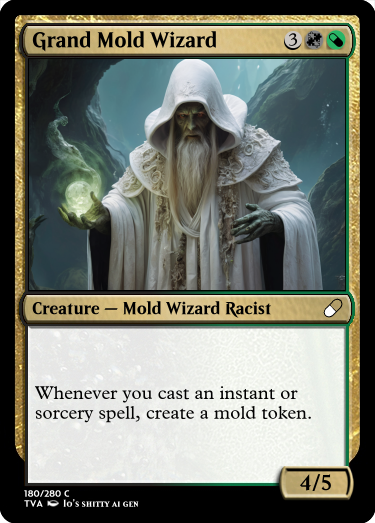 Grand Mold Wizard 3
Creature — Mold Wizard Racist
Whenever you cast an instant or
sorcery spell, create a mold token.
4/5
180/280 C
TVA Io's shitty ai gen